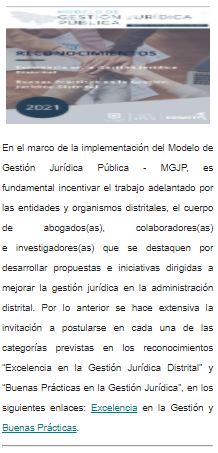 MODELO DE
GESTIÓN JURÍDICA
PÚBLICA
RECONOCIMIENTOS
2021
En el marco de la implementación del Modelo de
Gestión Jurídica Pública - MGJP, es
fundamental incentivar el trabajo adelantado por
las entidades y organismos distritales, el cuerpo
de abogados(as), colaboradores(as)
e investigadores(as) que se destaquen por
desarrollar propuestas e iniciativas dirigidas a
mejorar la gestión jurídica en la administración
distrital. Por lo anterior se hace extensiva la
invitación a postularse en cada una de las
categorías previstas en los reconocimientos
“Excelencia en la Gestión Jurídica Distrital” y
“Buenas Prácticas en la Gestión Jurídica”, en los
siguientes enlaces: Excelencia en la Gestión y
Buenas Prácticas.